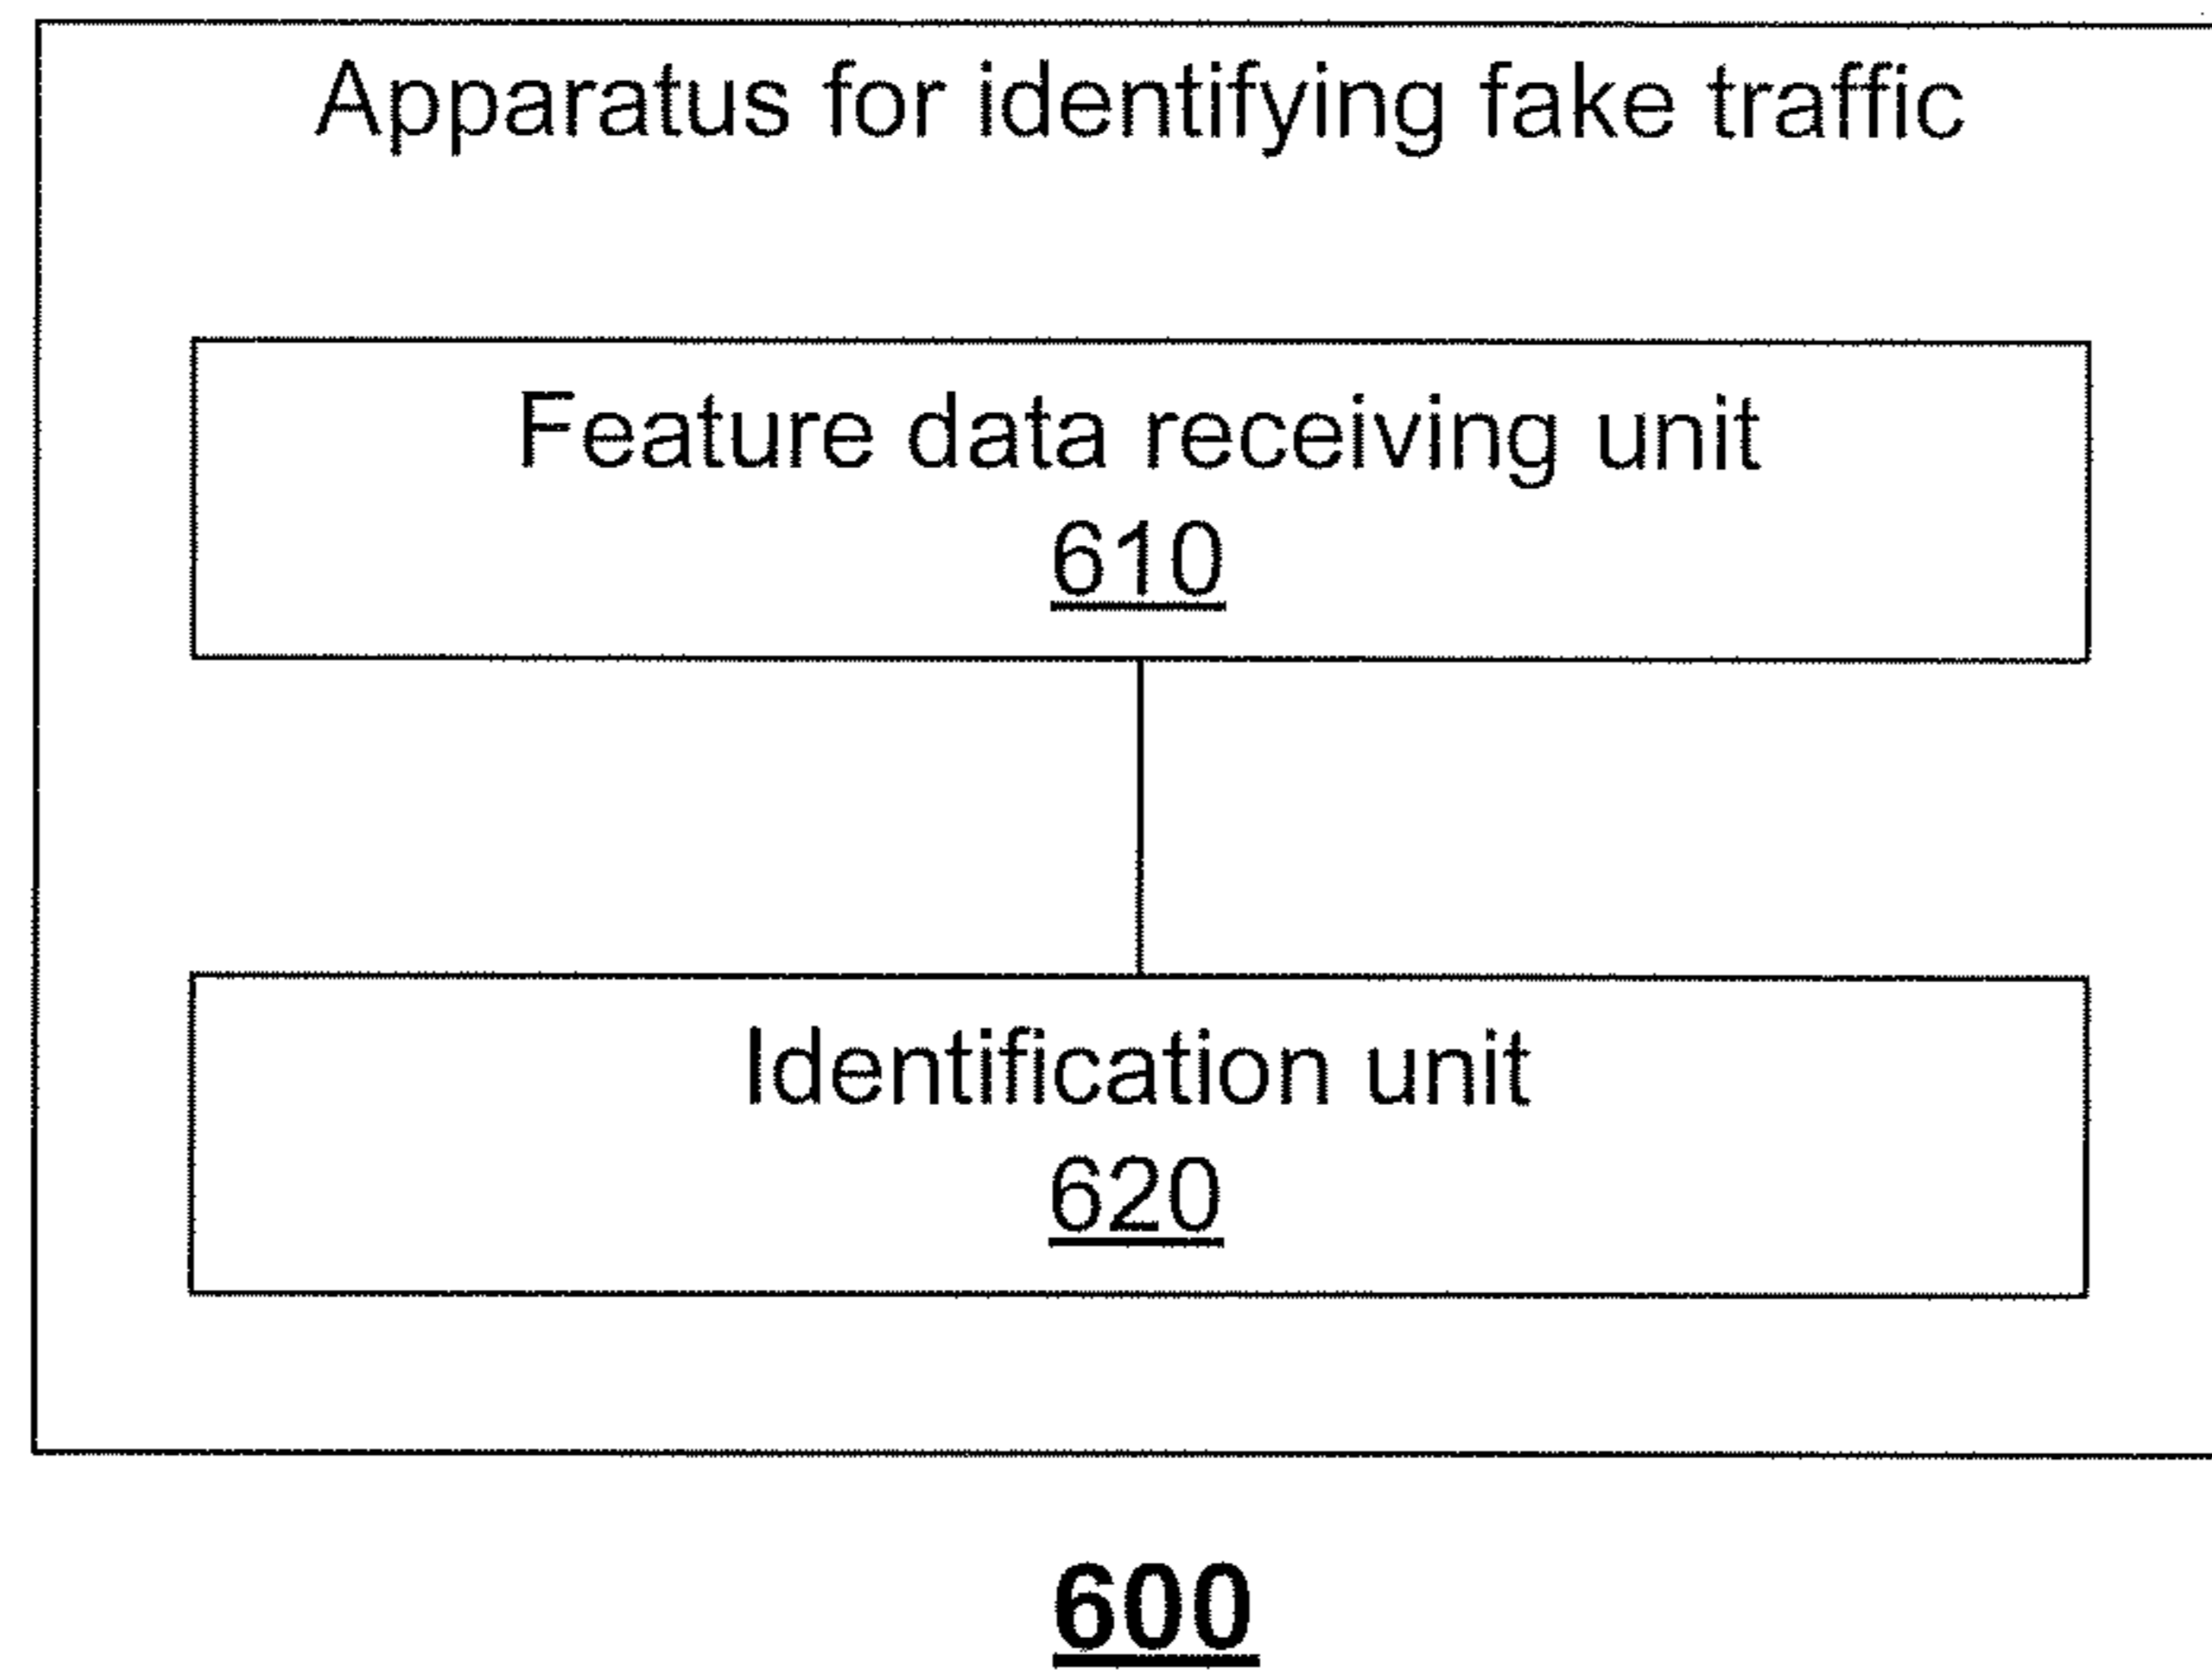 Apparatus for identifying fake traffic
Feature data receiving unit
610
Identification unit
620
600